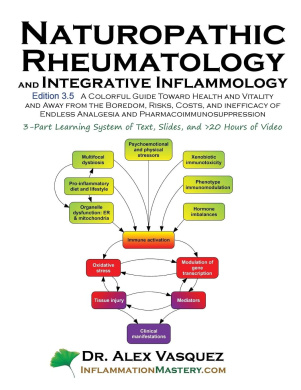 Naturopathic
Rheumatology
and Integrative Inflammology
Edition 3.5 A Colorful Guide Toward Health and Vitality
and Away from the Boredom, Risks, Costs, and inefficacy of
Endless Analgesia and Pharmacoimmunosuppression
3-Part Learning System of Text, Slides, and >20 Hours of Video
Psychoemotional
and physical
stressors
Multifocal
dysbiosis
Xenobiotic
immunotoxicity
Pro-inflammatory
diet and lifestyle
Phenotype
immunomodulation
Organelle
dysfunction: ER
& mitochondria
Hormone
imbalances
Immune activation
Oxidative
stress
Modulation of
gene
transcription
Tissue injury
Mediators
Clinical
manifestations
Dr. Alex Vasquez
InflammationMastery.com